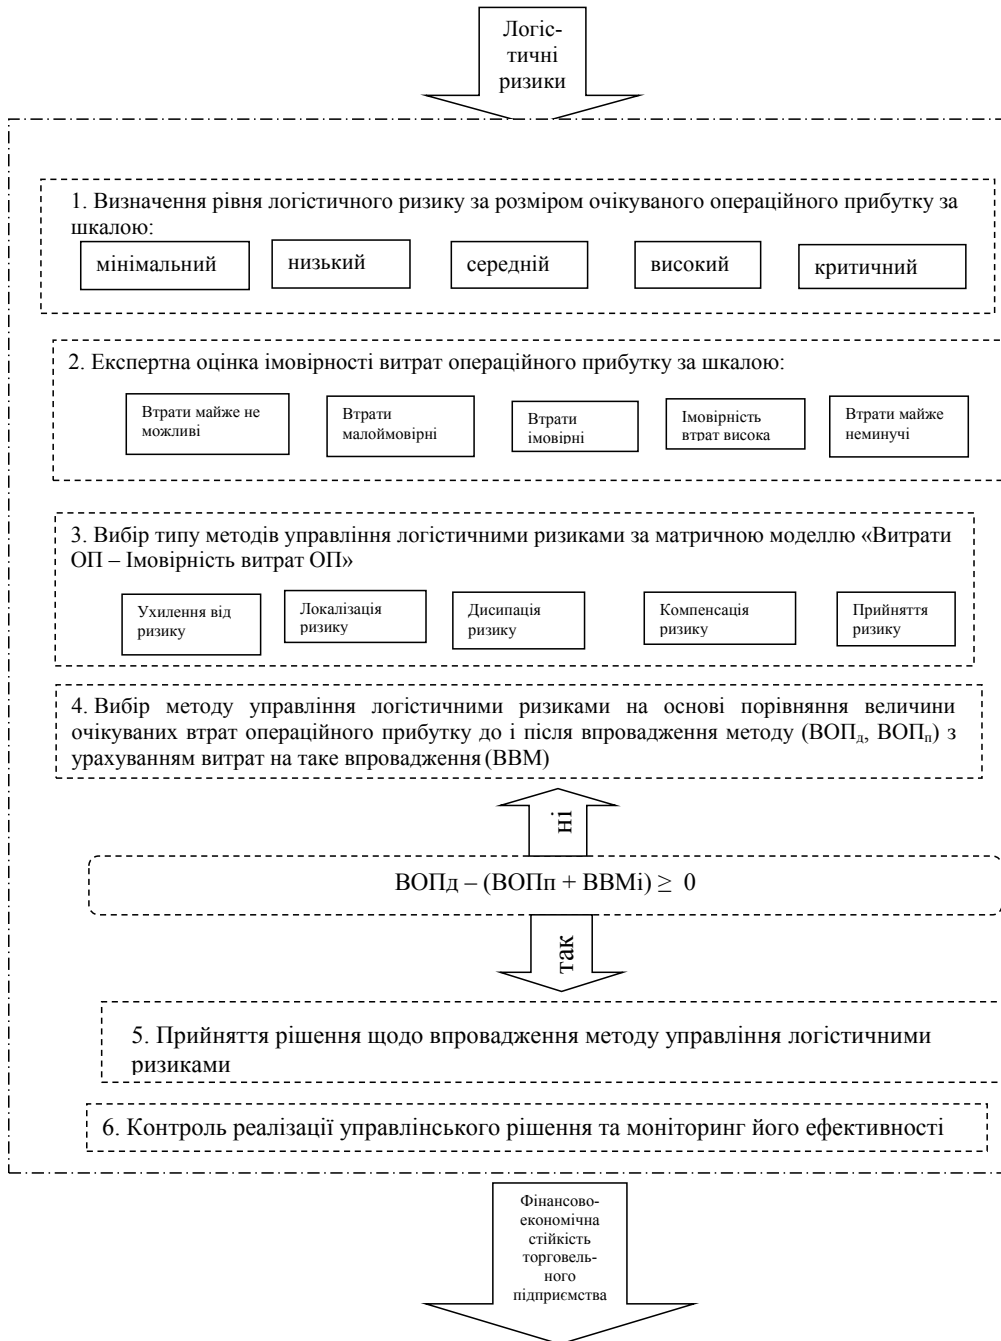 Логіс-
тичні
ризики
1. Визначення рівня логістичного ризику за розміром очікуваного операційного прибутку за
шкалою:
мінімальний
низький
середній
високий
критичний
2. Експертна оцінка імовірності витрат операційного прибутку за шкалою:
Втрати майже не
можливі
Втрати
малоймовірні
Втрати
імовірні
Імовірність
втрат висока
Втрати майже
неминучі
3. Вибір типу методів управління логістичними ризиками за матричною моделлю «Витрати
ОП – Імовірність витрат ОП»
Ухилення від
ризику
Локалізація
ризику
Дисипація
ризику
Компенсація
ризику
Прийняття
ризику
4. Вибір методу управління логістичними ризиками на основі порівняння величини
очікуваних втрат операційного прибутку до і після впровадження методу (ВОПд, ВОПп) з
урахуванням витрат на таке впровадження (ВВМ)
ні
ВОПд – (ВОПп + ВВМі) ≥ 0
так
5. Прийняття рішення щодо впровадження методу управління логістичними
ризиками
6. Контроль реалізації управлінського рішення та моніторинг його ефективності
Фінансово-
економічна
стійкість
торговель-
ного
підприємства